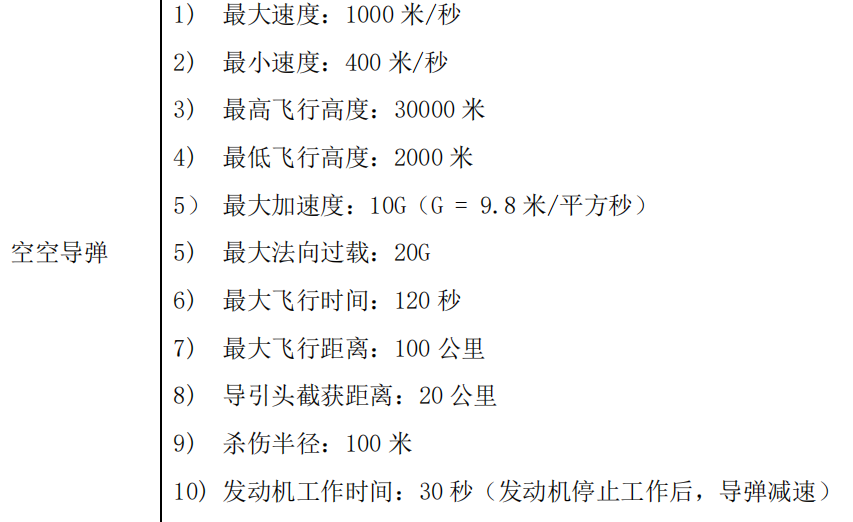 1) 最大速度：1000 米/秒
2) 最小速度：400 米/秒
3) 最高飞行高度：30000 米
4) 最低飞行高度：2000 米
5） 最大加速度：10G（G = 9.8 米/平方秒）
空空导弹
5) 最大法向过载：20G
6) 最大飞行时间：120 秒
7) 最大飞行距离：100 公里
8) 导引头截获距离：20 公里
9) 杀伤半径：100 米
10) 发动机工作时间：30 秒（发动机停止工作后，导弹减速）